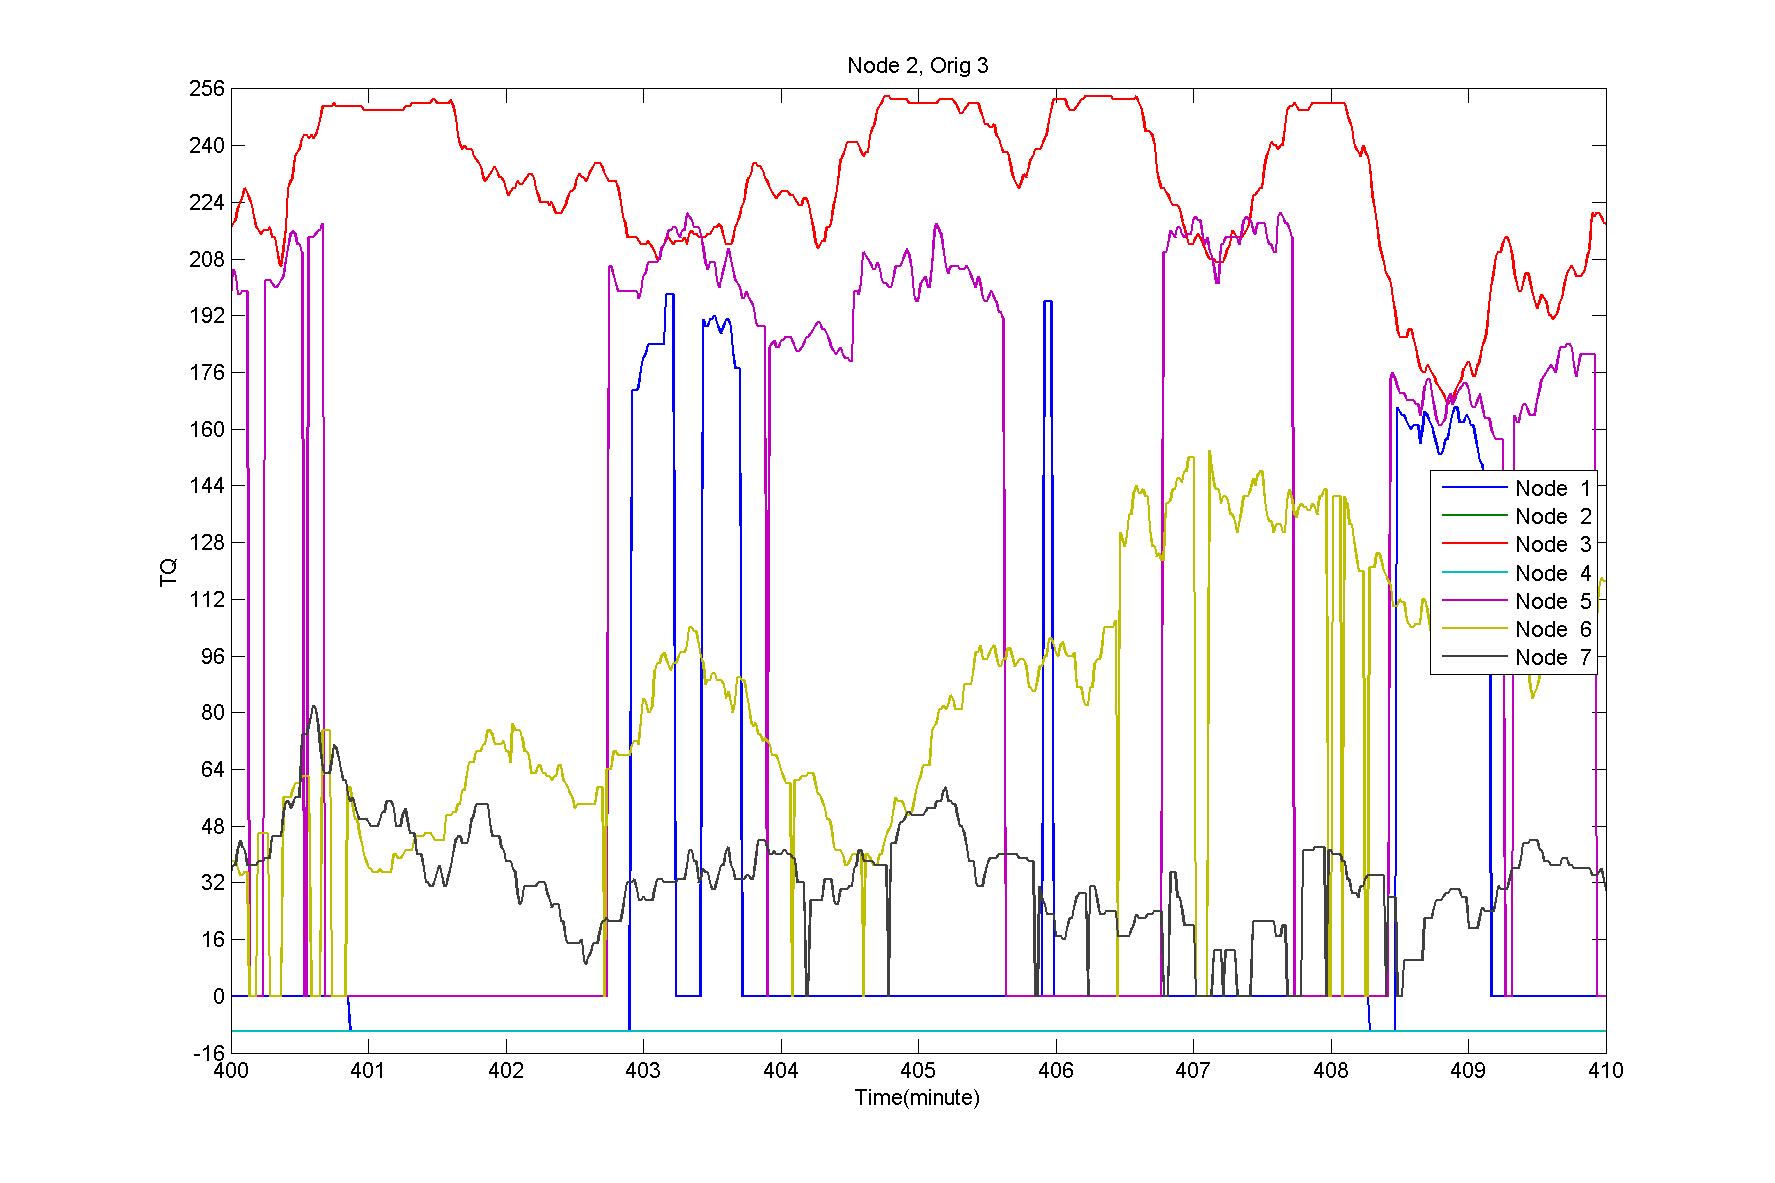 Node 2, Orig 3
256
240
224
208
192
176
160
144
128
112
96
80
64
48
32
16
0
-16
TQ
Node 1
Node 2
Node 3
Node 4
Node 5
Node 6
Node 7
400 401 402 403 404 405 406 407 408 409 410
Time(minute)